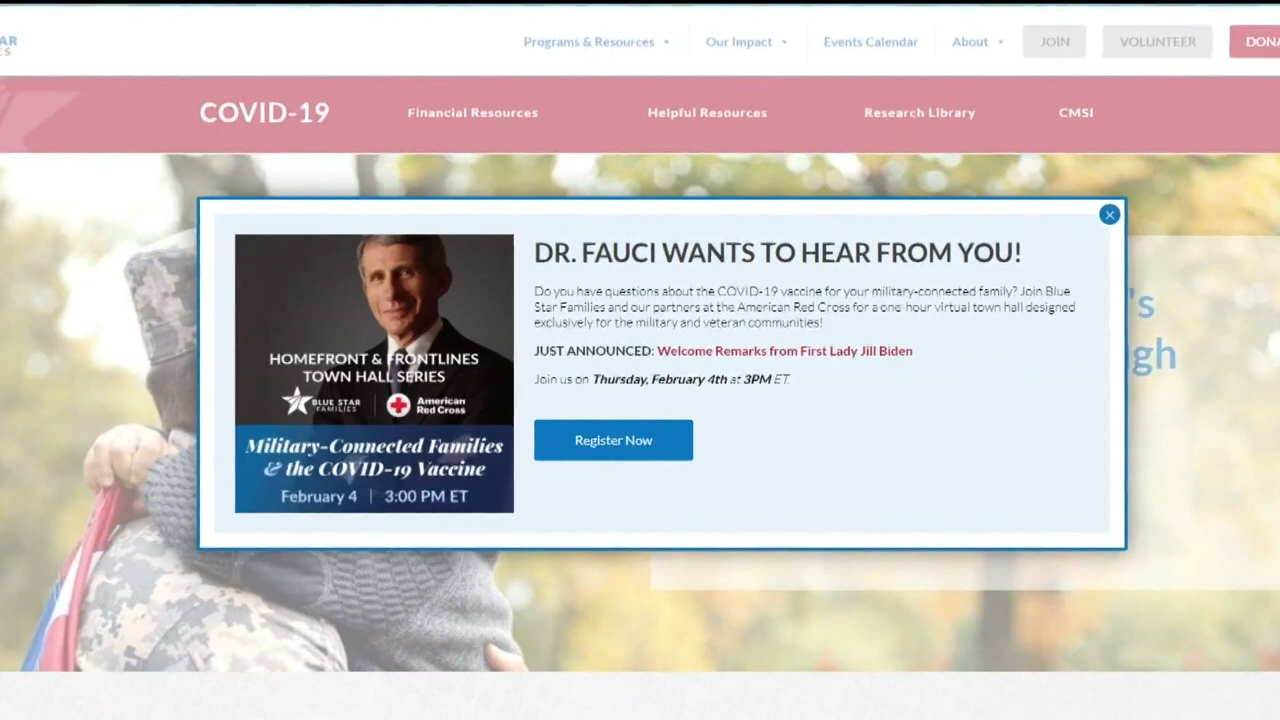 AR
ES
Programs & Resources
Our Impact
Events Calendar
About
JOIN
VOLUNTEER
DONA
COVID-19
Financial Resources
Helpful Resources
Research Library
CMSI
's
gh
HOMEFRONT & FRONTLINES
TOWN HALL SERIES
BLUE STAR
FAMILIES
American
Red Cross
Military-Connected Families
& the COVID-19 Vaccine
February 4 | 3:00 PM ET
DR. FAUCI WANTS TO HEAR FROM YOU!
Do you have questions about the COVID-19 vaccine for your military-connected family? Join Blue
Star Families and our partners at the American Red Cross for a one-hour virtual town hall designed
exclusively for the military and veteran communities!
JUST ANNOUNCED: Welcome Remarks from First Lady Jill Biden
Join us on Thursday, February 4th at 3PM ET.
Register Now